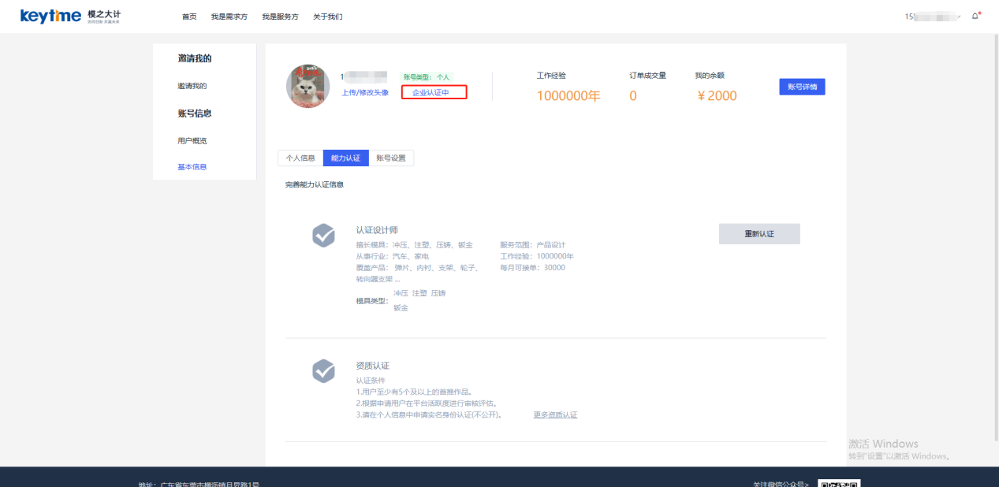 keytime 模之大计
首页 我是需求方 我是服务方 关于我们
15
邀请我的
邀请我的
账号信息
用户概览
基本信息
1
账号类型: 个人
上传/修改头像
企业认证中
工作经验
1000000年
订单成交量
0
我的余额
￥2000
账号详情
个人信息 能力认证 账号设置
完善能力认证信息
认证设计师
重新认证
擅长模具: 冲压、注塑、压铸、钣金
服务范围: 产品设计
从事行业: 汽车、家电
工作经验: 1000000年
覆盖产品: 弹片、内衬、支架、轮子、
每月可接单: 30000
转向器支架 ...
模具类型: 冲压 注塑 压铸
钣金
资质认证
认证条件
1.用户至少有5个及以上的首推作品。
2.根据申请用户在平台活跃度进行审核评估。
3.请在个人信息中申请实名身份认证(不公开)。
更多资质认证
激活 Windows
转到"设置"以激活 Windows。
地址: 广东省东莞市横沥镇月昇路1号
关注微信公众号>